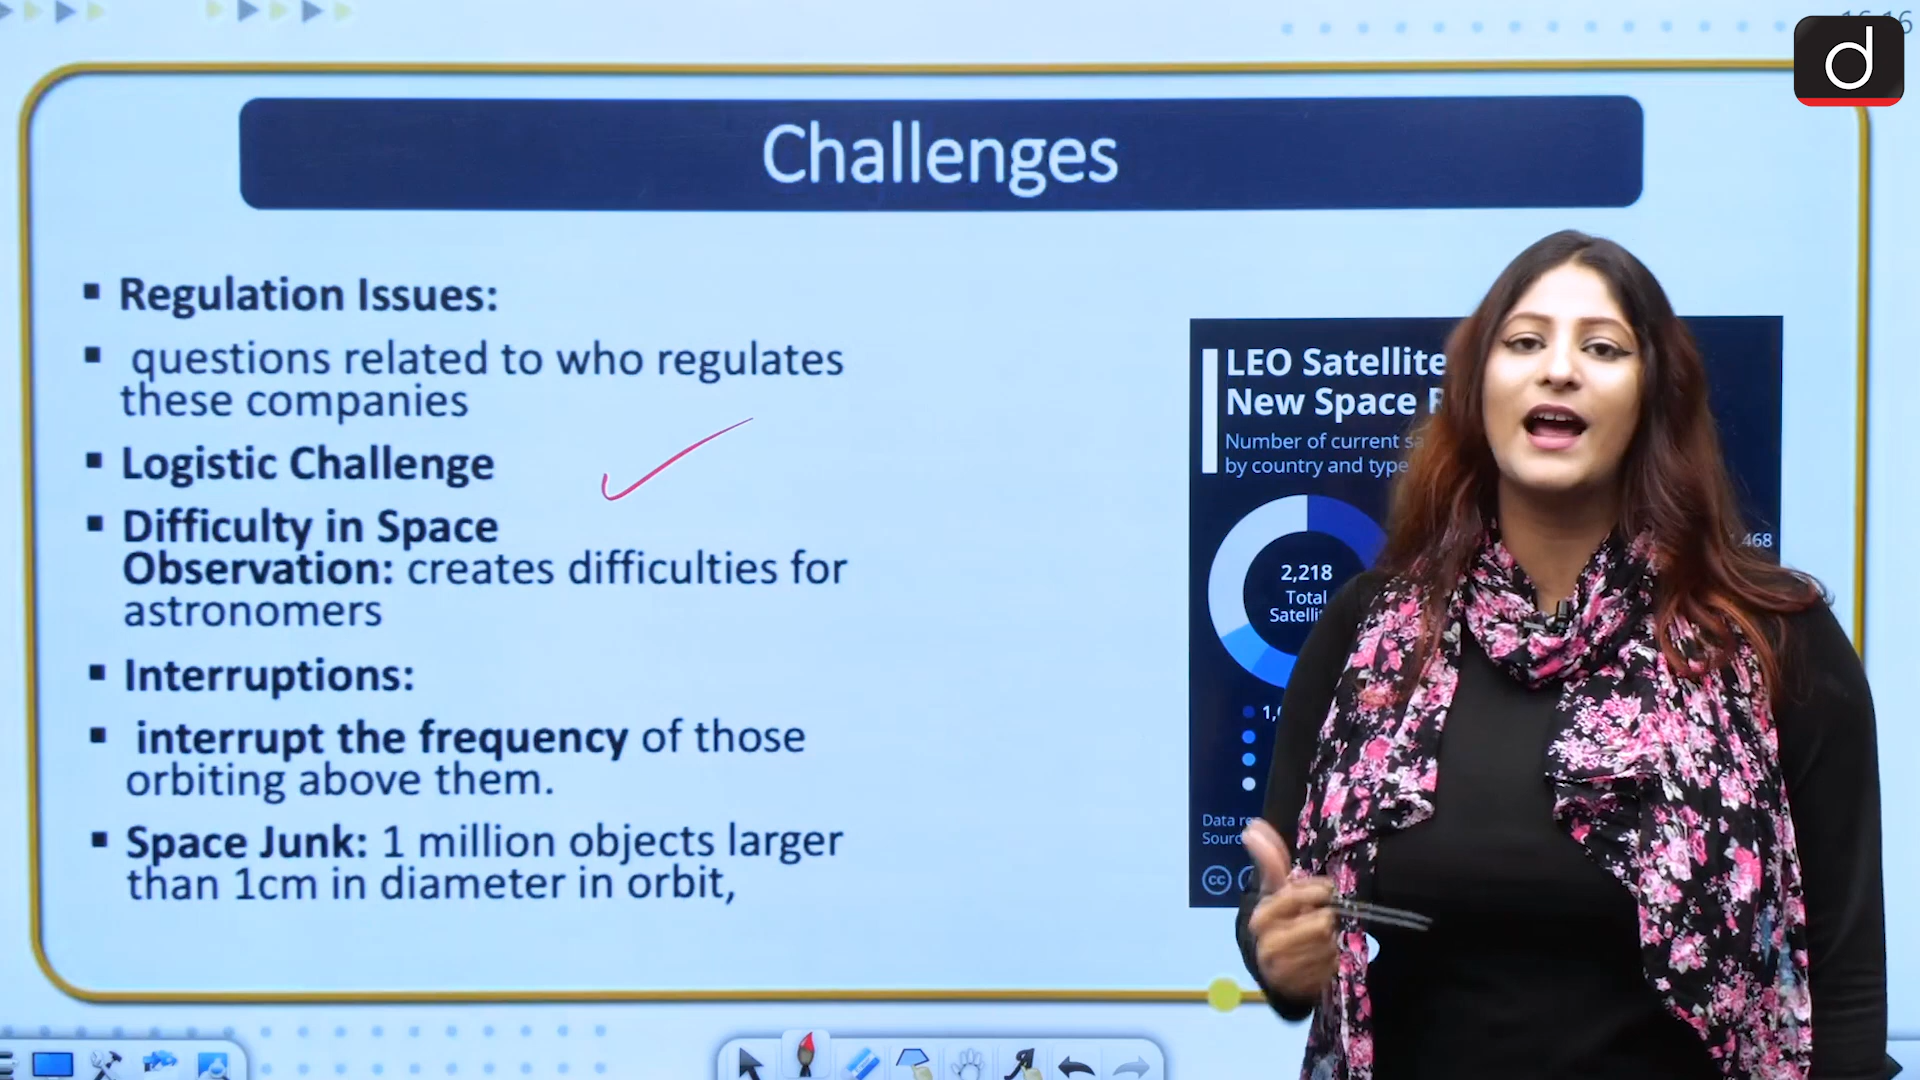 Challenges
▪ Regulation Issues:
▪ questions related to who regulates
these companies
▪ Logistic Challenge
▪ Difficulty in Space
Observation: creates difficulties for
astronomers
▪ Interruptions:
▪ interrupt the frequency of those
orbiting above them.
▪ Space Junk: 1 million objects larger
than 1cm in diameter in orbit,
d
LEO Satellite
New Space
Number of current
by country and type
468
2,218
Total
cc